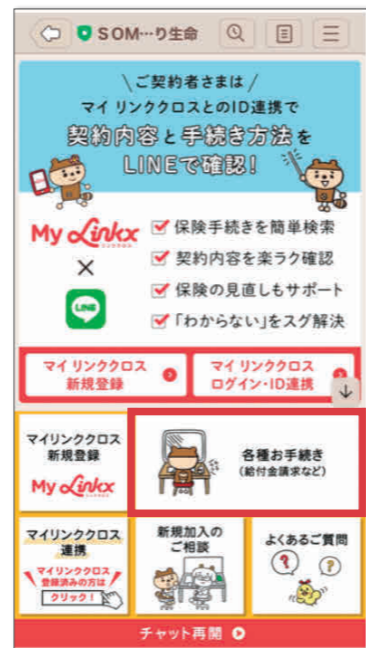 SOM…り生命
ご契約者さまは
マイ リンククロスとのID連携で
契約内容と手続き方法を
LINEで確認!
My Linkx
リンククロス
×
LINE
保険手続きを簡単検索
契約内容を楽ラク確認
保険の見直しもサポート
「わからない」をスグ解決
マイ リンククロス
新規登録
マイ リンククロス
ログイン・ID連携
マイリンククロス
新規登録
My Linkx
各種お手続き
(給付金請求など)
マイリンククロス
連携
マイリンククロス
登録済みの方は
クリック!
新規加入の
ご相談
よくあるご質問
チャット再開